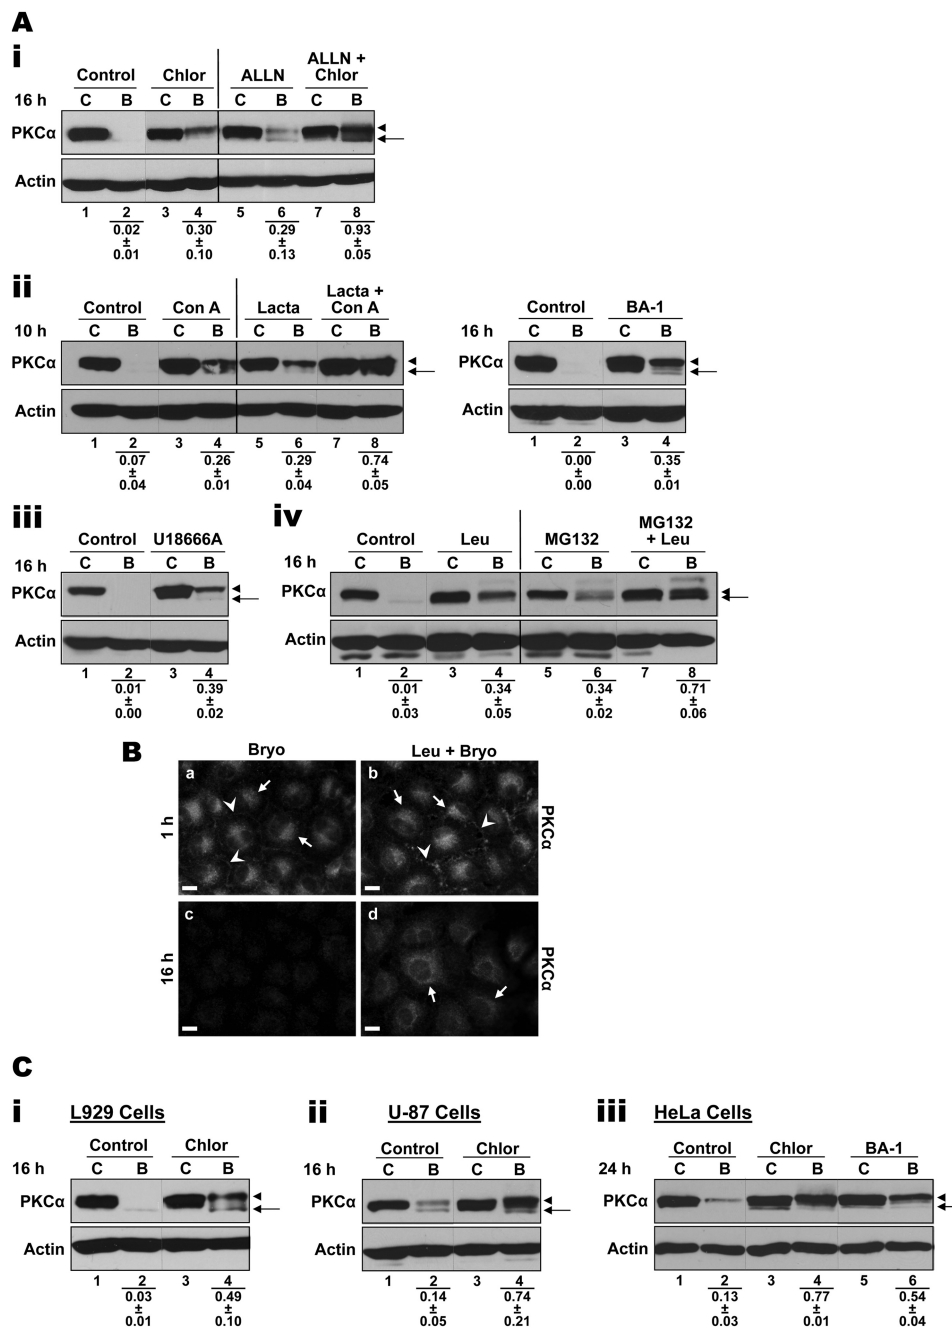 A
i
Control Chlor ALLN ALLN + Chlor
16 h C B C B C B C B
PKCα
Actin
1 2 3 4 5 6 7 8
0.02 0.30 0.29 0.93
± ± ± ±
0.01 0.10 0.13 0.05
ii
Control Con A Lacta Lacta + Con A
10 h C B C B C B C B
PKCα
Actin
1 2 3 4 5 6 7 8
0.07 0.26 0.29 0.74
± ± ± ±
0.04 0.01 0.04 0.05
Control BA-1
16 h C B C B
PKCα
Actin
1 2 3 4
0.00 0.35
± ±
0.00 0.01
iii
Control U18666A
16 h C B C B
PKCα
Actin
1 2 3 4
0.01 0.39
± ±
0.00 0.02
iv
Control Leu MG132 MG132 + Leu
16 h C B C B C B C B
PKCα
Actin
1 2 3 4 5 6 7 8
0.01 0.34 0.34 0.71
± ± ± ±
0.03 0.05 0.02 0.06
B
Bryo Leu + Bryo
1 h a b PKCα
16 h c d PKCα
C
i L929 Cells
Control Chlor
16 h C B C B
PKCα
Actin
1 2 3 4
0.03 0.49
± ±
0.01 0.10
ii U-87 Cells
Control Chlor
16 h C B C B
PKCα
Actin
1 2 3 4
0.14 0.74
± ±
0.05 0.21
iii HeLa Cells
Control Chlor BA-1
24 h C B C B C B
PKCα
Actin
1 2 3 4 5 6
0.13 0.77 0.54
± ± ±
0.03 0.01 0.04